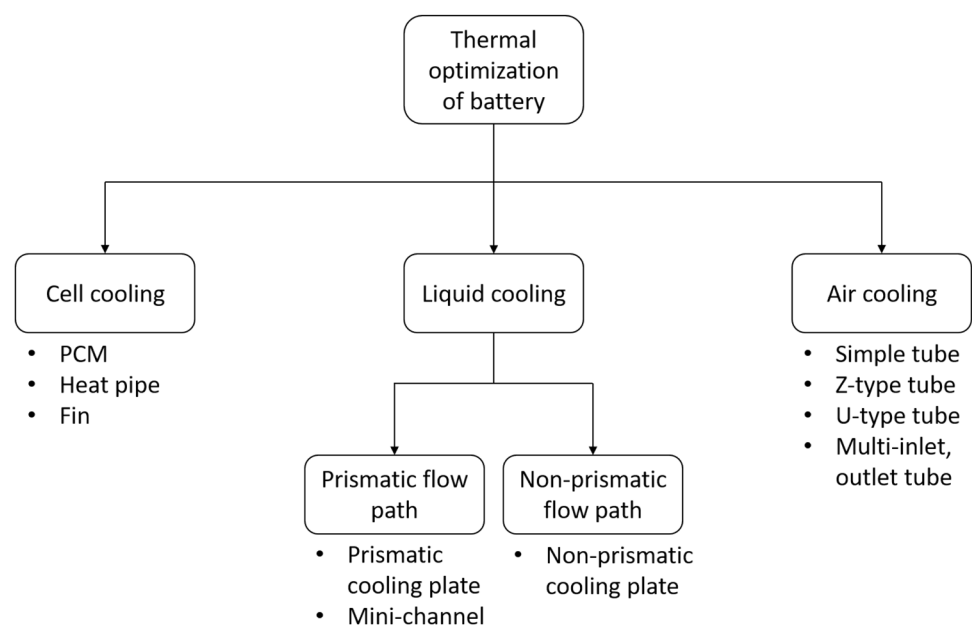 Thermal
optimization
of battery
Cell cooling
• PCM
• Heat pipe
• Fin
Liquid cooling
Prismatic flow
path
• Prismatic
cooling plate
• Mini-channel
Non-prismatic
flow path
• Non-prismatic
cooling plate
Air cooling
• Simple tube
• Z-type tube
• U-type tube
• Multi-inlet,
outlet tube